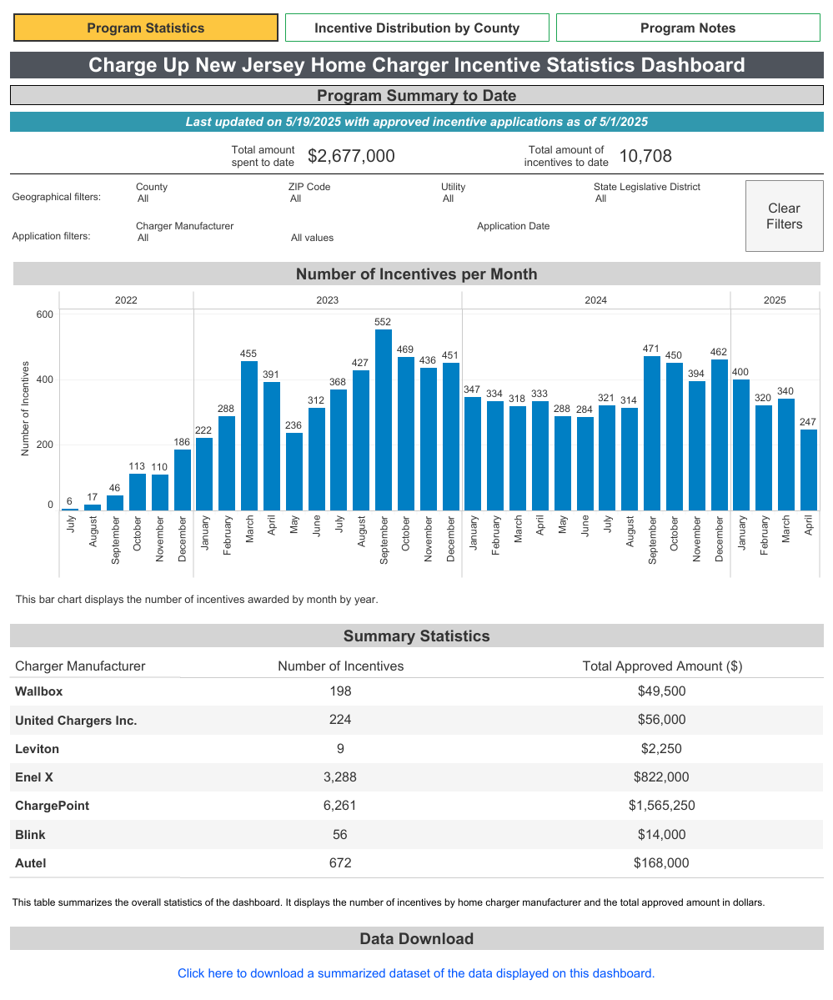 Program Statistics
Incentive Distribution by County
Program Notes
Charge Up New Jersey Home Charger Incentive Statistics Dashboard
Program Summary to Date
Last updated on 5/19/2025 with approved incentive applications as of 5/1/2025
Total amount
spent to date
$2,677,000
Total amount of
incentives to date
10,708
Geographical filters:
County
All
ZIP Code
All
Utility
All
State Legislative District
All
Clear
Filters
Application filters:
Charger Manufacturer
All
All values
Application Date
Number of Incentives per Month
2022 2023 2024 2025
Number of Incentives
600
400
200
0
6 17 46 113 110 186 222 288 455 391 236 312 368 427 552 469 436 451 347 334 318 333 288 284 321 314 471 450 394 462 400 320 340 247
July August September October November December January February March April May June July August September October November December January February March April May June July August September October November December January February March April
This bar chart displays the number of incentives awarded by month by year.
Summary Statistics
Charger Manufacturer Number of Incentives Total Approved Amount ($)
Wallbox 198 $49,500
United Chargers Inc. 224 $56,000
Leviton 9 $2,250
Enel X 3,288 $822,000
ChargePoint 6,261 $1,565,250
Blink 56 $14,000
Autel 672 $168,000
This table summarizes the overall statistics of the dashboard. It displays the number of incentives by home charger manufacturer and the total approved amount in dollars.
Data Download
Click here to download a summarized dataset of the data displayed on this dashboard.